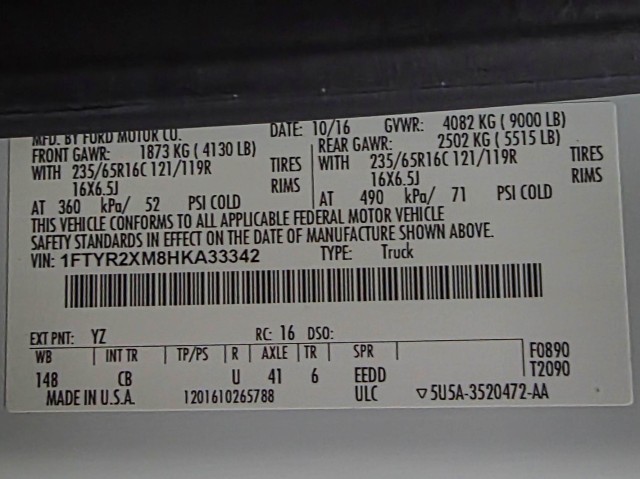 MFD. BY FORD MOTOR CO. DATE: 10/16 GVWR: 4082 KG ( 9000 LB)
FRONT GAWR: 1873 KG ( 4130 LB) REAR GAWR: 2502 KG ( 5515 LB)
WITH 235/65R16C 121/119R TIRES WITH 235/65R16C 121/119R TIRES
16X6.5J RIMS 16X6.5J RIMS
AT 360 kPa/ 52 PSI COLD AT 490 kPa/ 71 PSI COLD
THIS VEHICLE CONFORMS TO ALL APPLICABLE FEDERAL MOTOR VEHICLE
SAFETY STANDARDS IN EFFECT ON THE DATE OF MANUFACTURE SHOWN ABOVE.
VIN: 1FTYR2XM8HKA33342 TYPE: Truck
EXT PNT: YZ RC: 16 DSO:
WB INT TR TP/PS R AXLE TR SPR F0890
T2090
148 CB U 41 6 EEDD
MADE IN U.S.A. 1201610265788 ULC ▽5U5A-3520472-AA